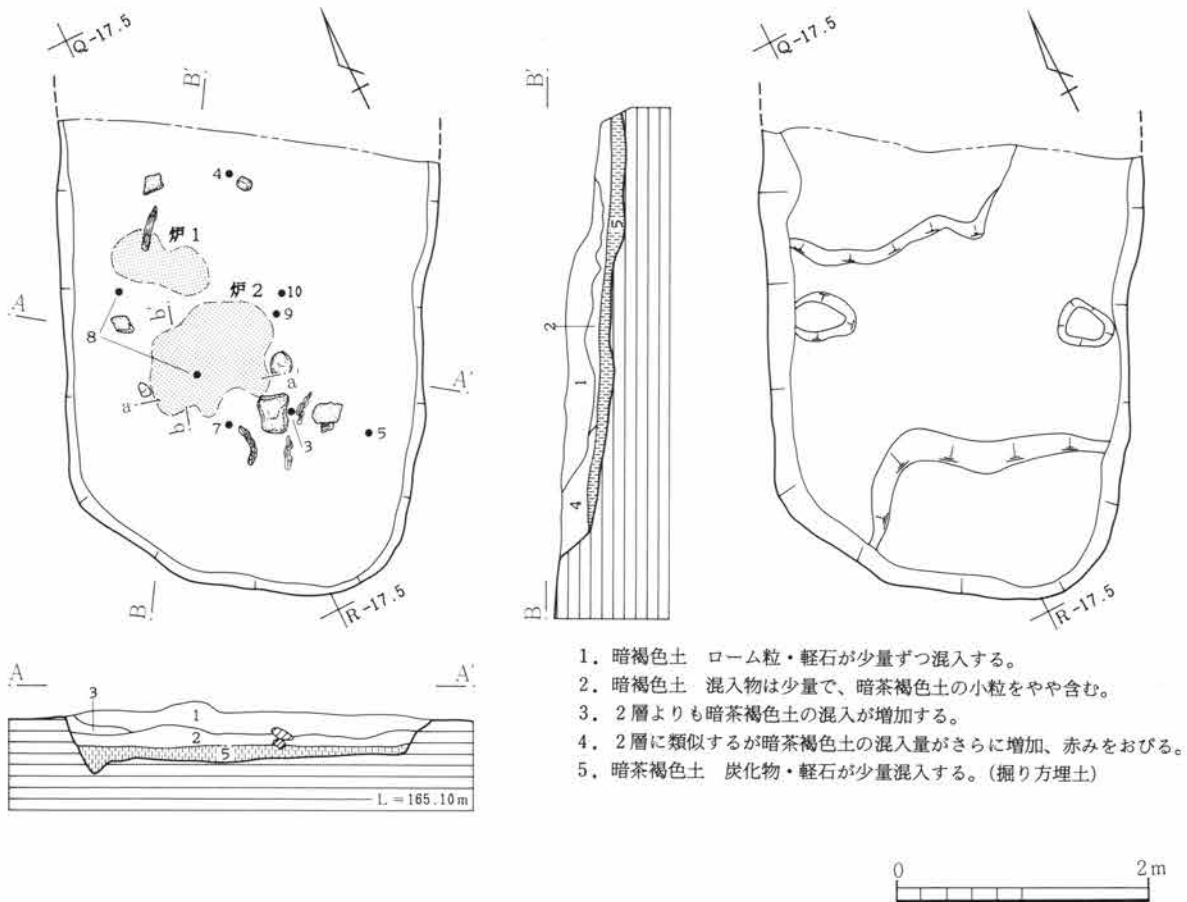 Q-17.5
B'
4
炉1
炉2
10
9
A
b'
8
a'
a
b
7
3
5
A'
B
R-17.5
B'
5
2
1
4
B
Q-17.5
R-17.5
A
A'
3
1
2
5
L=165.10m
1. 暗褐色土 ローム粒・軽石が少量ずつ混入する。
2. 暗褐色土 混入物は少量で、暗茶褐色土の小粒をやや含む。
3. 2層よりも暗茶褐色土の混入が増加する。
4. 2層に類似するが暗茶褐色土の混入量がさらに増加、赤みをおびる。
5. 暗茶褐色土 炭化物・軽石が少量混入する。(掘り方埋土)
0 2m